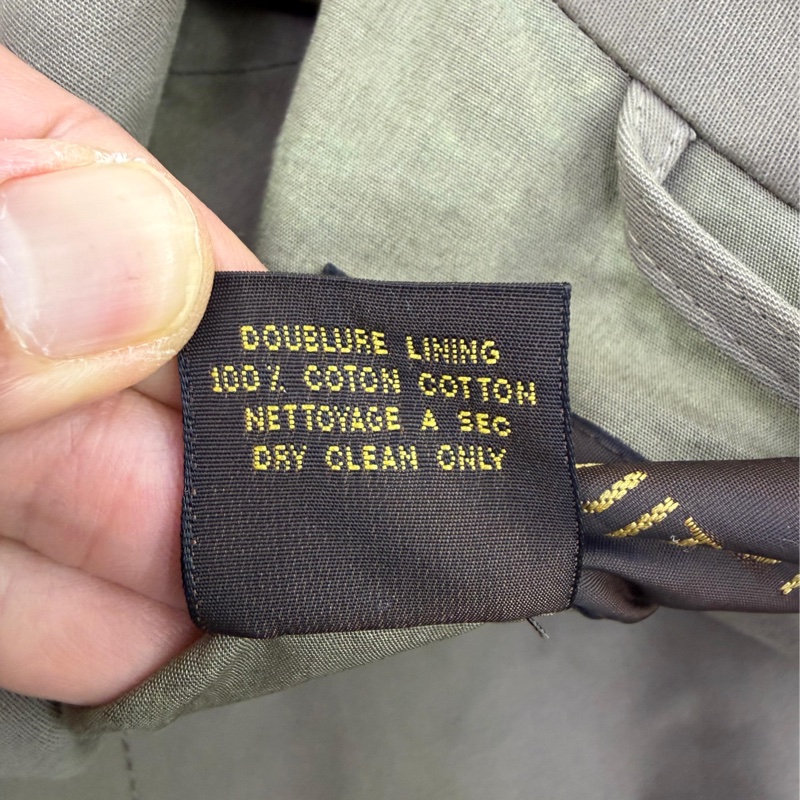 DOUBLURE LINING
100% COTON COTTON
NETTOYAGE A SEC
DRY CLEAN ONLY